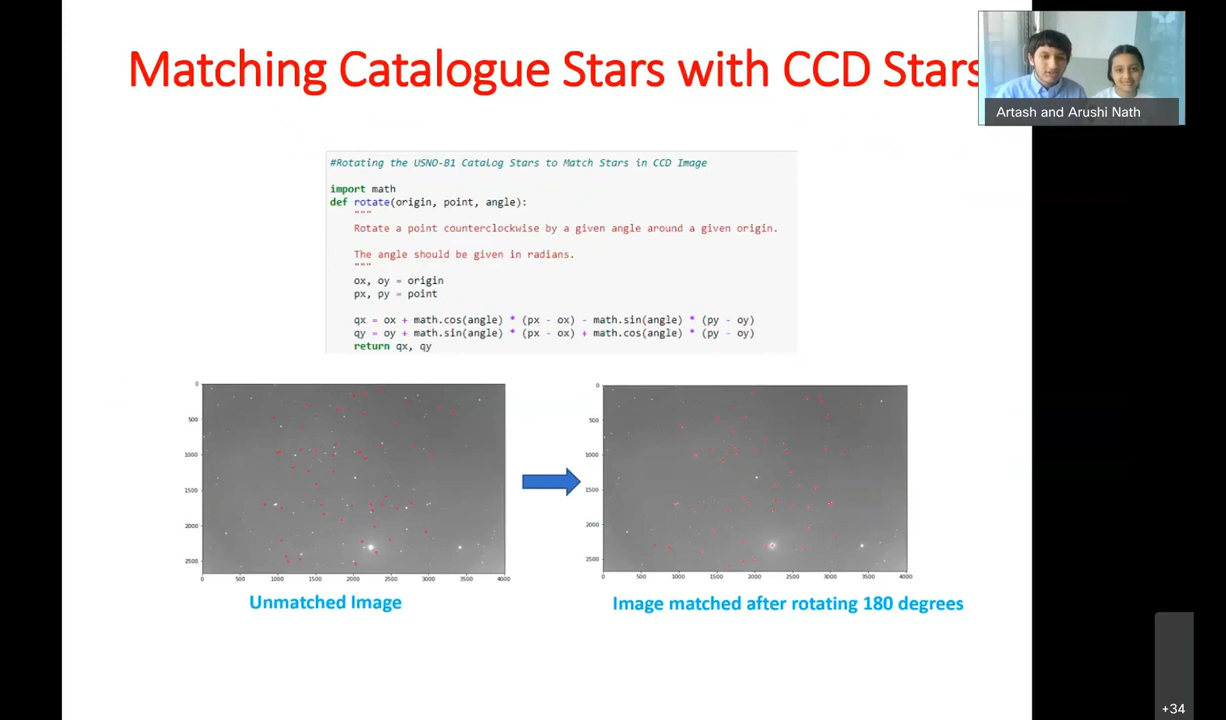 Matching Catalogue Stars with CCD Stars
Artash and Arushi Nath
#Rotating the USNO-B1 Catalog Stars to Match Stars in CCD Image
import math
def rotate(origin, point, angle):
"""
Rotate a point counterclockwise by a given angle around a given origin.
The angle should be given in radians.
"""
ox, oy = origin
px, py = point
qx = ox + math.cos(angle) * (px - ox) - math.sin(angle) * (py - oy)
qy = oy + math.sin(angle) * (px - ox) + math.cos(angle) * (py - oy)
return qx, qy
0
500
1000
1500
2000
2500
0 500 1000 1500 2000 2500 3000 3500 4000
0
500
1000
1500
2000
2500
0 500 1000 1500 2000 2500 3000 3500 4000
Unmatched Image
Image matched after rotating 180 degrees
+34